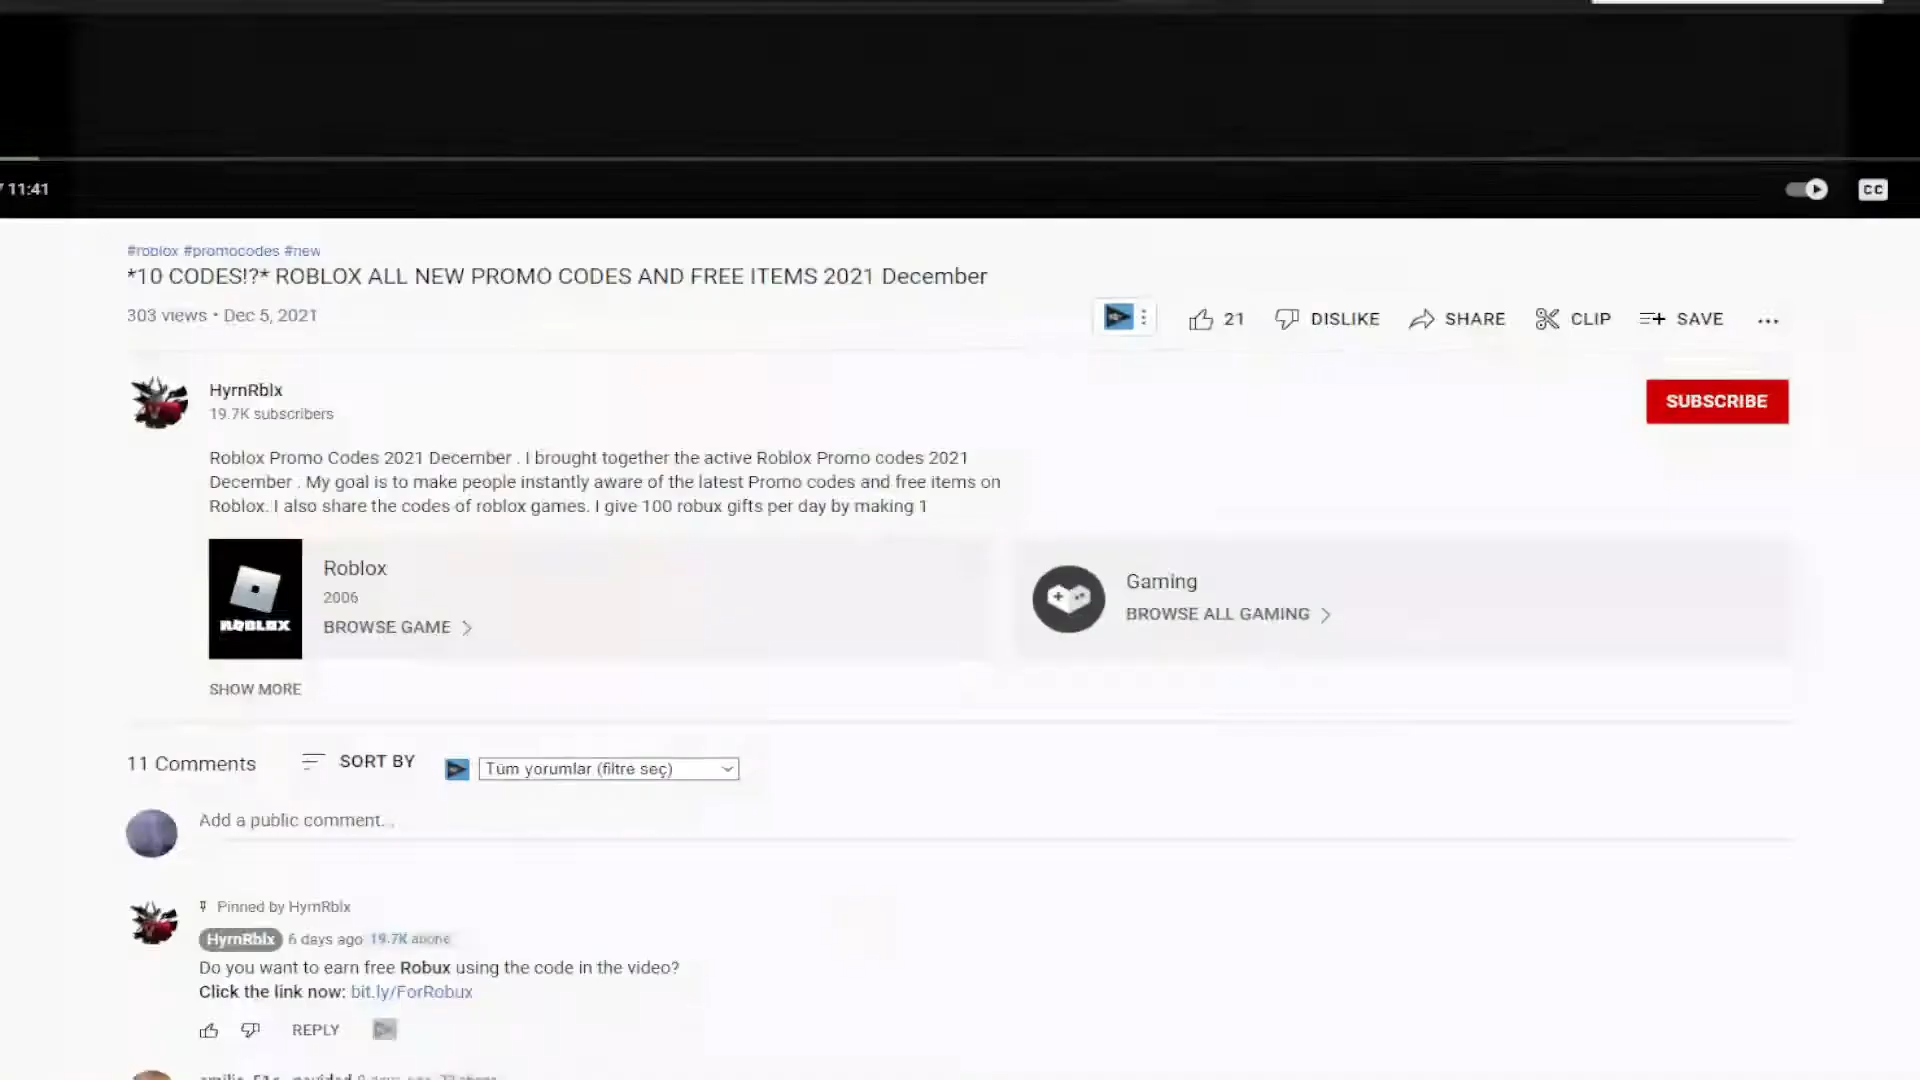 / 11:41
CC
#roblox #promocodes #new
*10 CODES!?* ROBLOX ALL NEW PROMO CODES AND FREE ITEMS 2021 December
303 views • Dec 5, 2021
21 DISLIKE SHARE CLIP SAVE ...
HyrnRblx
19.7K subscribers
SUBSCRIBE
Roblox Promo Codes 2021 December . I brought together the active Roblox Promo codes 2021
December . My goal is to make people instantly aware of the latest Promo codes and free items on
Roblox. I also share the codes of roblox games. I give 100 robux gifts per day by making 1
ROBLOX
Roblox
2006
BROWSE GAME
Gaming
BROWSE ALL GAMING
SHOW MORE
11 Comments SORT BY Tüm yorumlar (filtre seç)
Add a public comment...
Pinned by HyrnRblx
HyrnRblx 6 days ago 19.7K abone
Do you want to earn free Robux using the code in the video?
Click the link now: bit.ly/ForRobux
REPLY